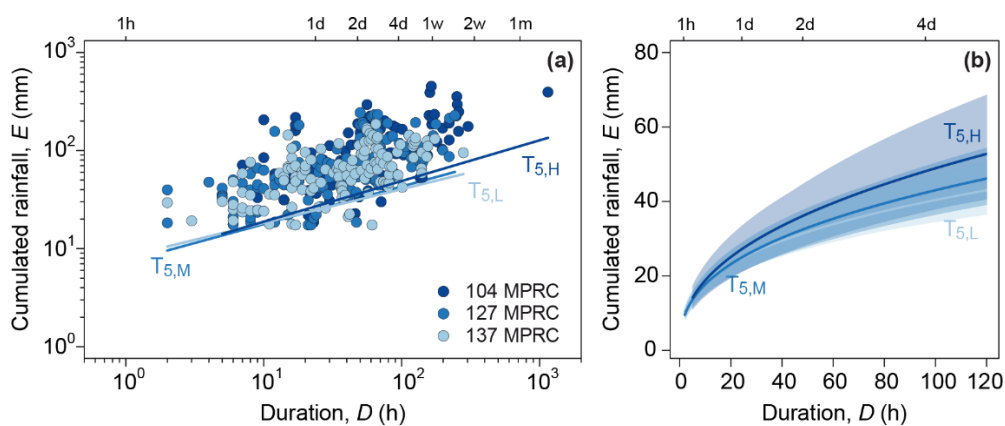 1h 1d 2d 4d 1w 2w 1m
10³
10²
10¹
10⁰
Cumulated rainfall, E (mm)
(a)
T5,H
T5,L
T5,M
104 MPRC
127 MPRC
137 MPRC
10⁰ 10¹ 10² 10³
Duration, D (h)
1h 1d 2d 4d
80
60
40
20
0
Cumulated rainfall, E (mm)
(b)
T5,H
T5,L
T5,M
0 20 40 60 80 100 120
Duration, D (h)